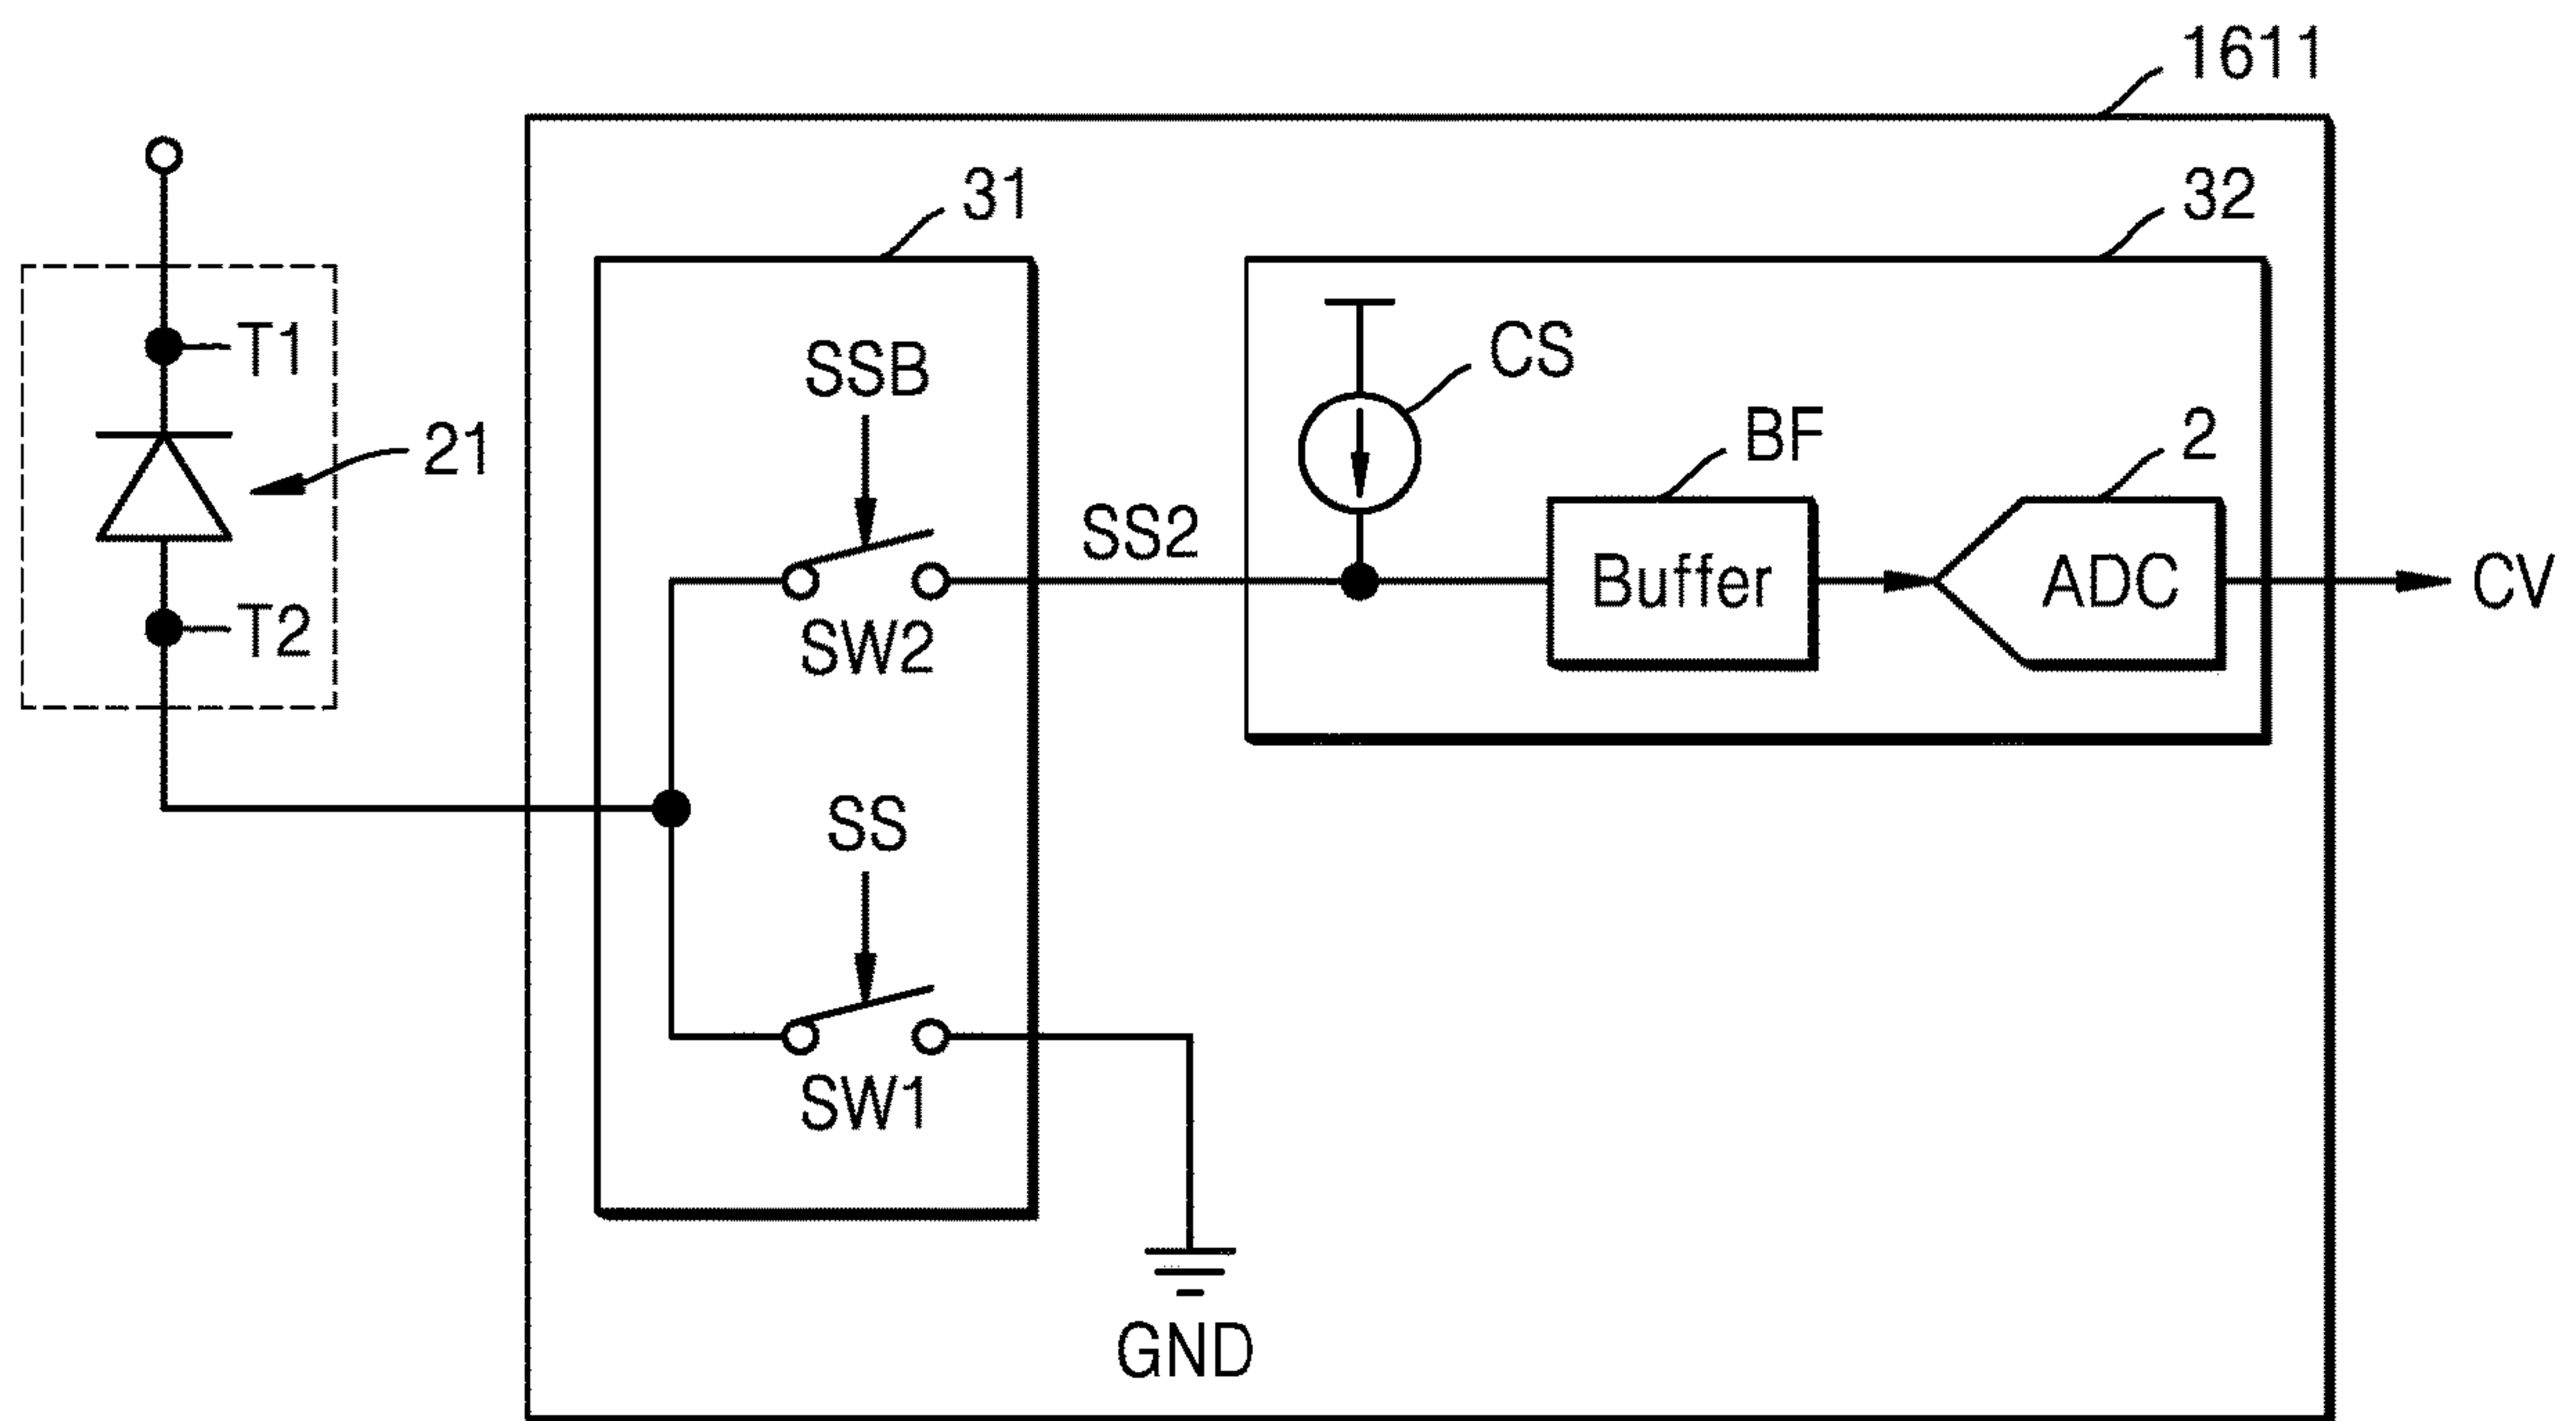 1611
31
32
T1
SSB
CS
21
BF
2
SS2
Buffer
ADC
CV
T2
SW2
SS
SW1
GND